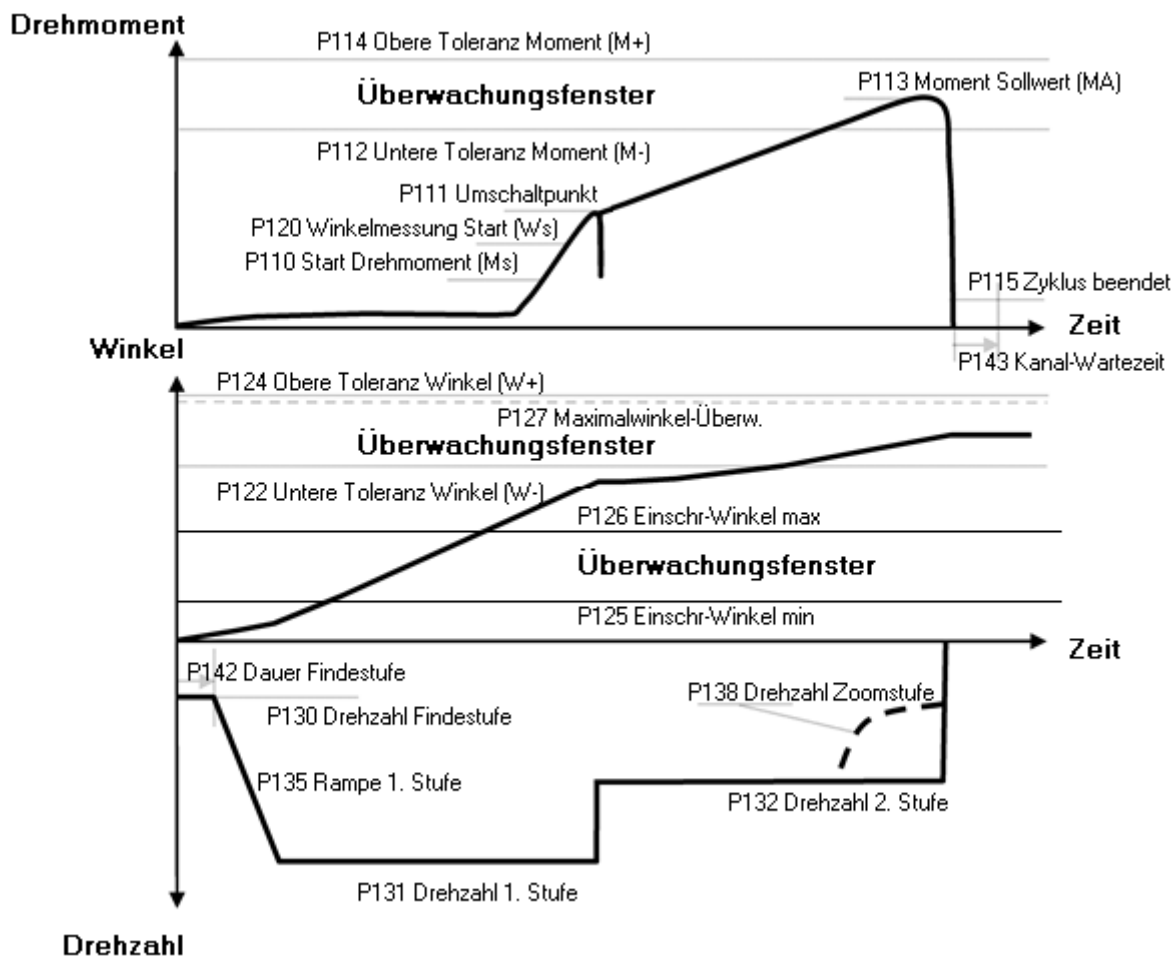 Drehmoment
P114 Obere Toleranz Moment (M+)
Überwachungsfenster
P113 Moment Sollwert (MA)
P112 Untere Toleranz Moment (M-)
P111 Umschaltpunkt
P120 Winkelmessung Start (Ws)
P110 Start Drehmoment (Ms)
P115 Zyklus beendet
Zeit
Winkel
P143 Kanal-Wartezeit
P124 Obere Toleranz Winkel (W+)
P127 Maximalwinkel-Überw.
Überwachungsfenster
P122 Untere Toleranz Winkel (W-)
P126 Einschr-Winkel max
Überwachungsfenster
P125 Einschr-Winkel min
Zeit
P142 Dauer Findestufe
P138 Drehzahl Zoomstufe
P130 Drehzahl Findestufe
P135 Rampe 1. Stufe
P132 Drehzahl 2. Stufe
P131 Drehzahl 1. Stufe
Drehzahl